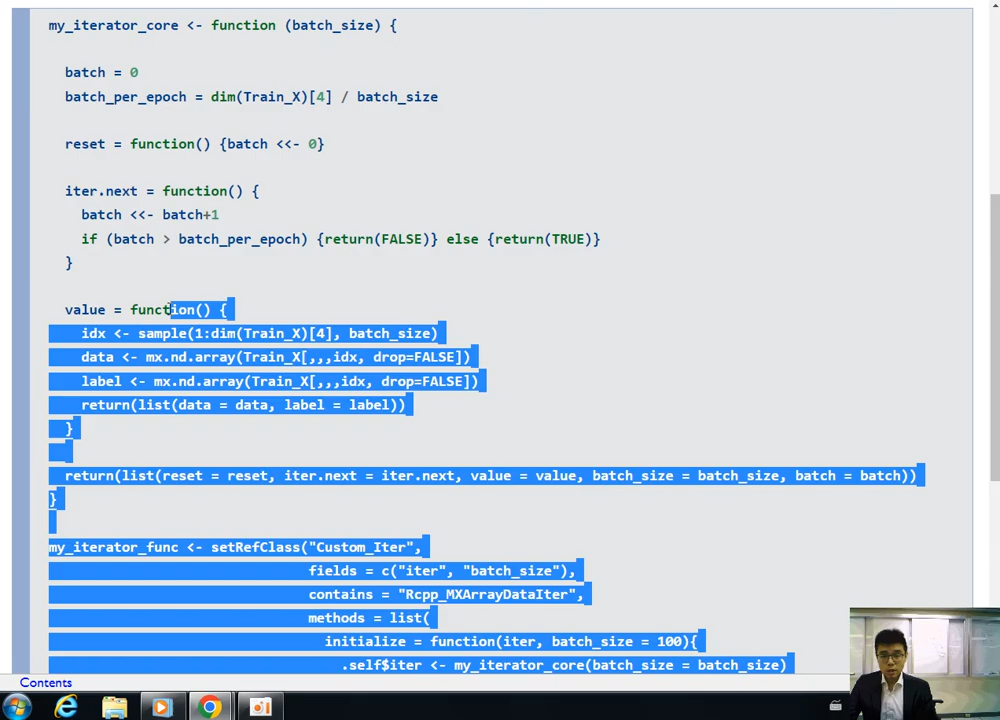 my_iterator_core <- function (batch_size) {
batch = 0
batch_per_epoch = dim(Train_X)[4] / batch_size
reset = function() {batch <<- 0}
iter.next = function() {
batch <<- batch+1
if (batch > batch_per_epoch) {return(FALSE)} else {return(TRUE)}
}
value = function() {
idx <- sample(1:dim(Train_X)[4], batch_size)
data <- mx.nd.array(Train_X[,,,idx, drop=FALSE])
label <- mx.nd.array(Train_X[,,,idx, drop=FALSE])
return(list(data = data, label = label))
}
return(list(reset = reset, iter.next = iter.next, value = value, batch_size = batch_size, batch = batch))
}
my_iterator_func <- setRefClass("Custom_Iter",
fields = c("iter", "batch_size"),
contains = "Rcpp_MXArrayDataIter",
methods = list(
initialize = function(iter, batch_size = 100){
.self$iter <- my_iterator_core(batch_size = batch_size)
Contents